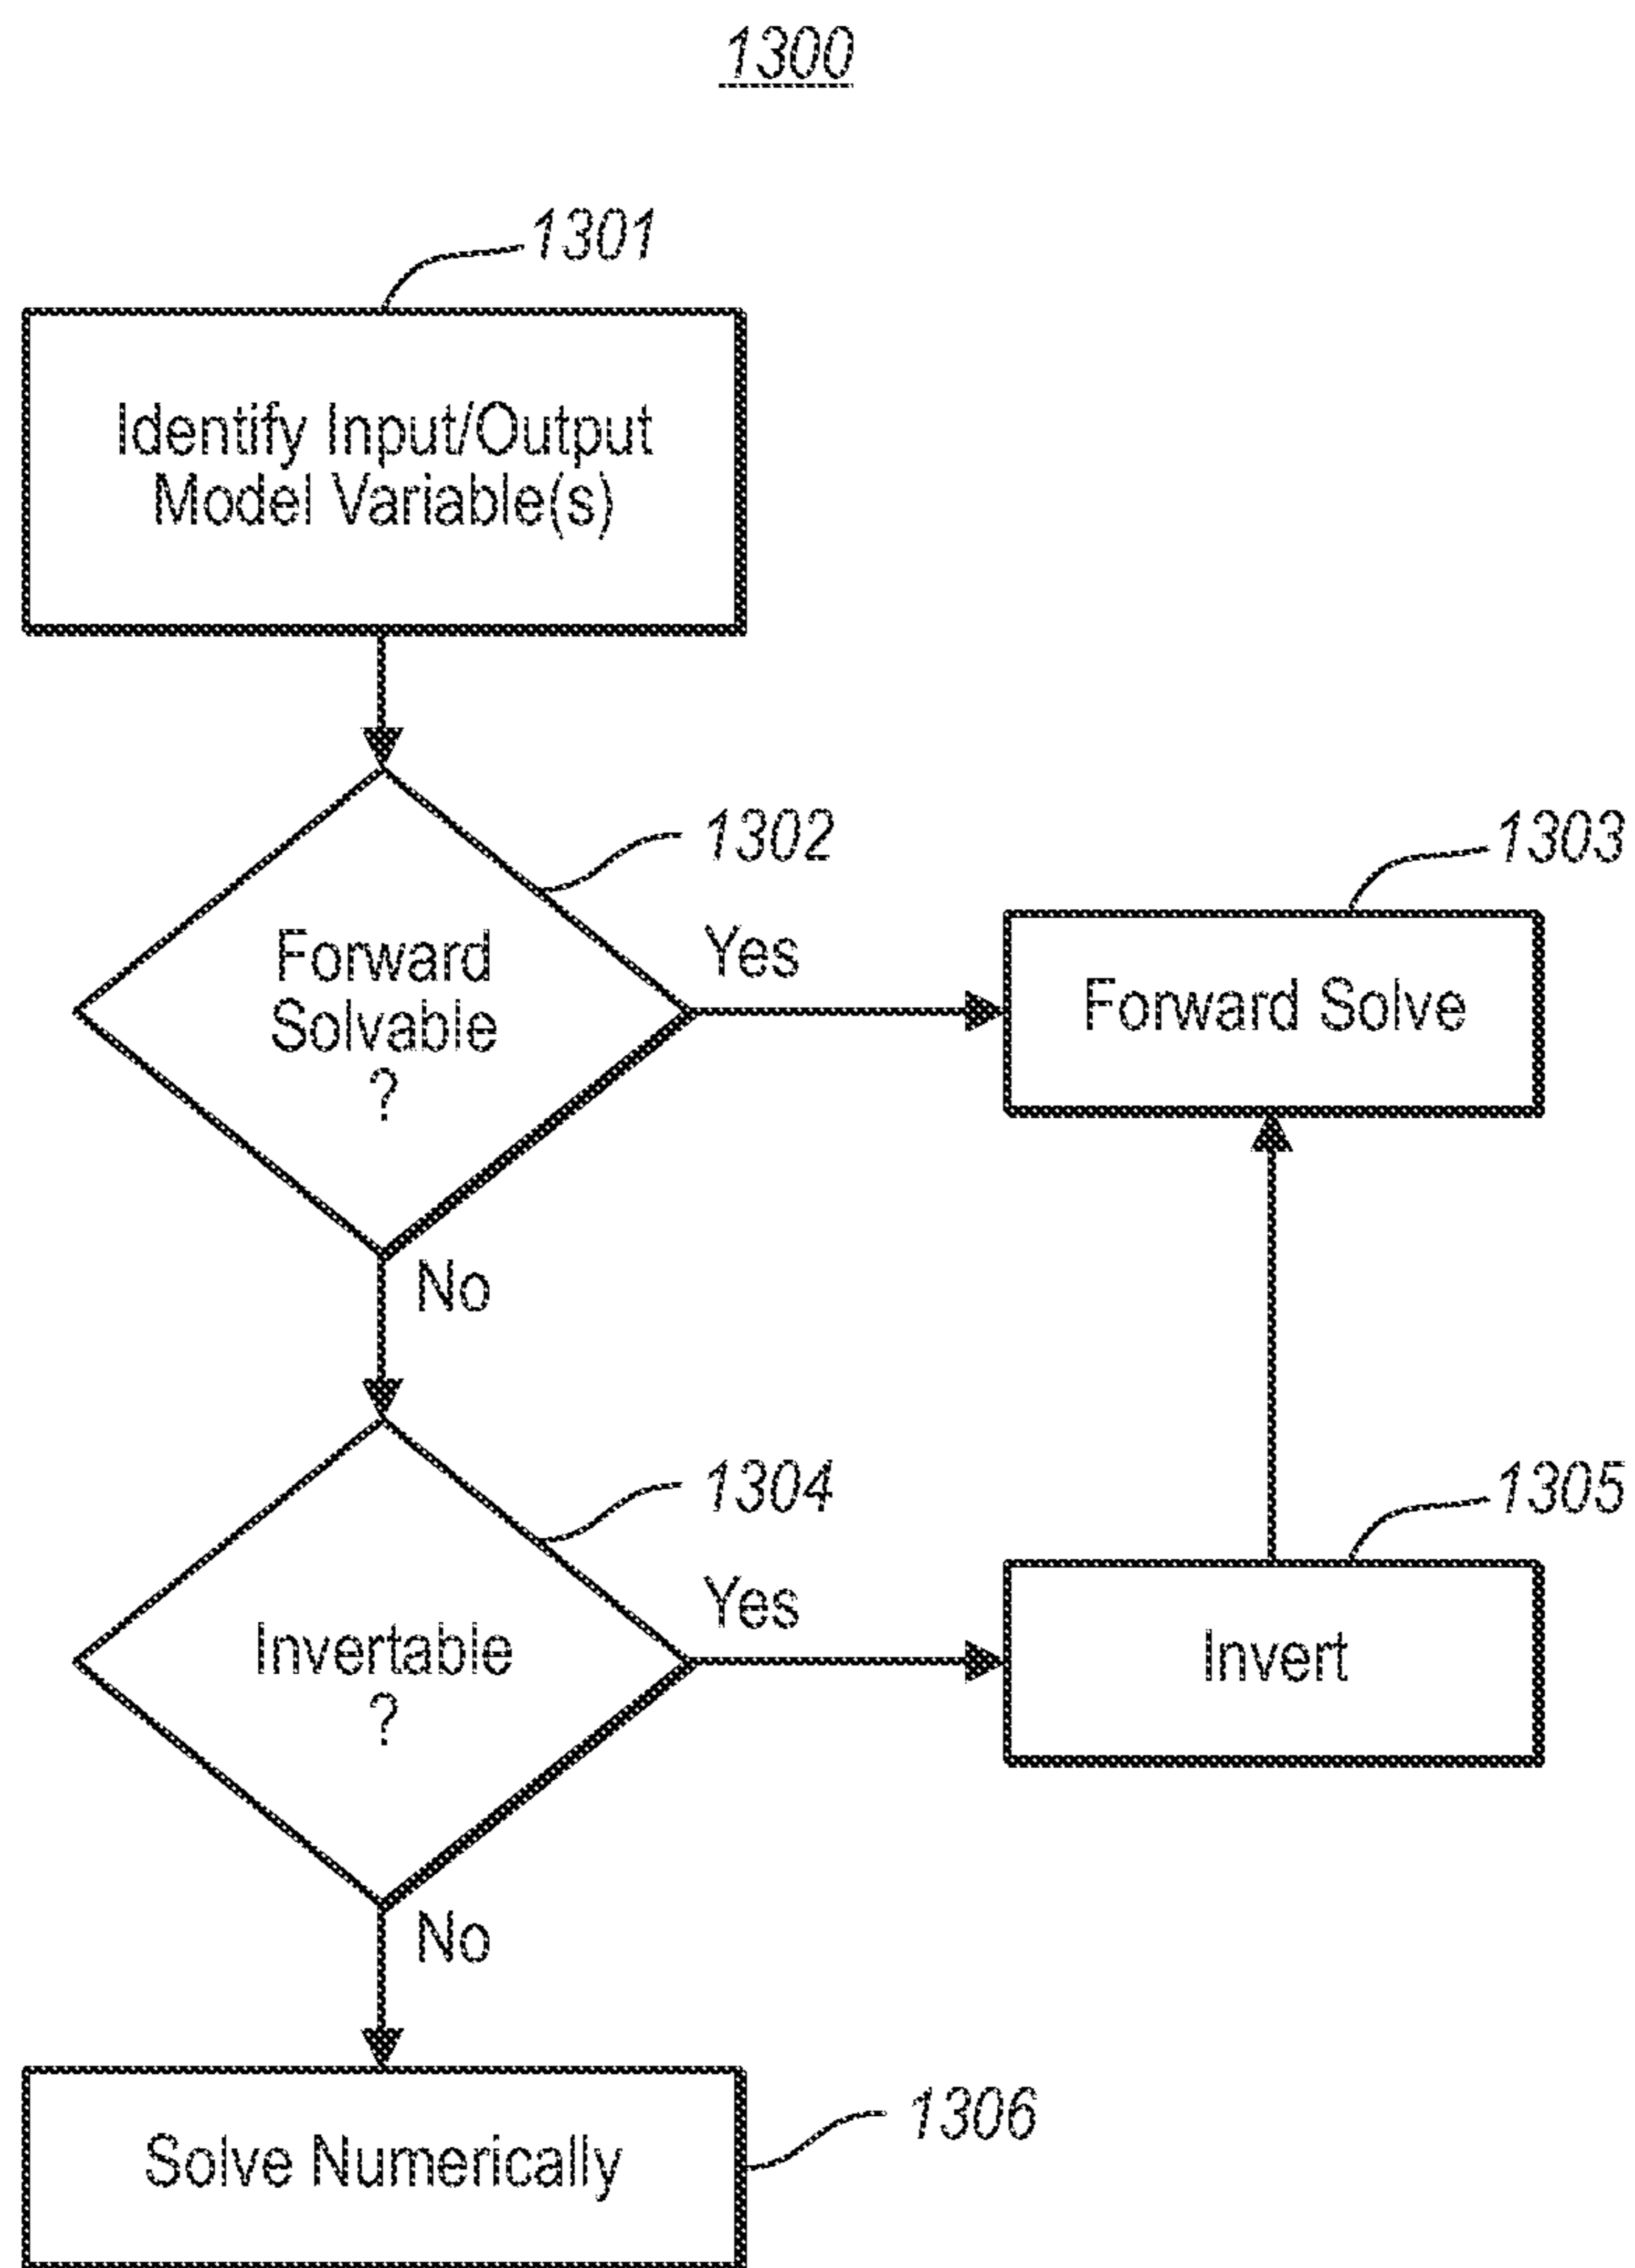 1300
1301
Identify Input/Output
Model Variable(s)
1302
1303
Forward
Solvable
?
Yes
Forward Solve
No
1304
1305
Invertable
?
Yes
Invert
No
1306
Solve Numerically